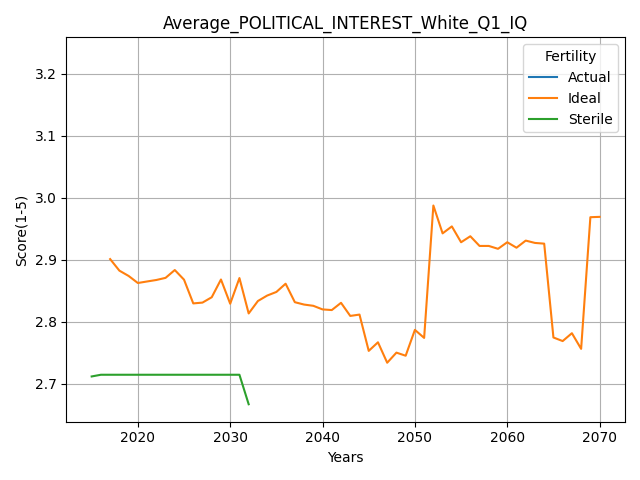 Average_POLITICAL_INTEREST_White_Q1_IQ
Fertility
Actual
Ideal
Sterile
Score(1-5)
3.2
3.1
3.0
2.9
2.8
2.7
2020 2030 2040 2050 2060 2070
Years